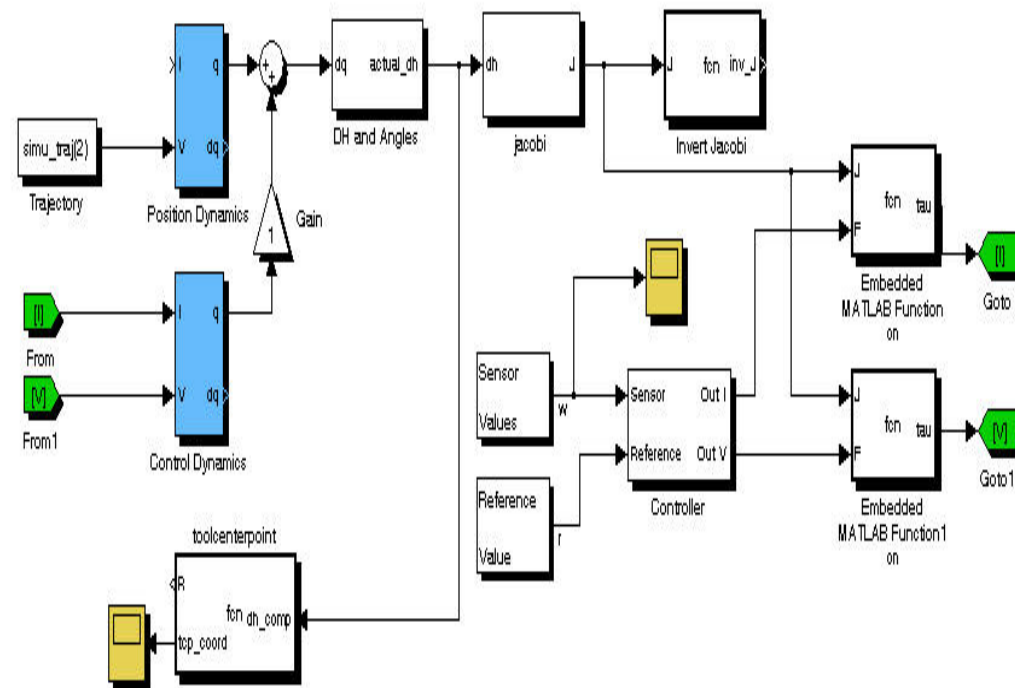 I
q
V
dq
simu_traj(2)
Trajectory
Position Dynamics
+
+
1
Gain
dq
actual_dh
DH and Angles
dh
J
jacobi
J
fcn
inv_J
Invert Jacobi
J
fcn
tau
F
Embedded
MATLAB Function
on
[I]
Goto
[I]
From
[V]
From1
I
q
V
dq
Control Dynamics
Sensor
Values
w
Reference
Value
r
Sensor
Out I
Reference
Out V
Controller
J
fcn
tau
F
Embedded
MATLAB Function1
on
[V]
Goto1
toolcenterpoint
R
fcn
dh_comp
tcp_coord